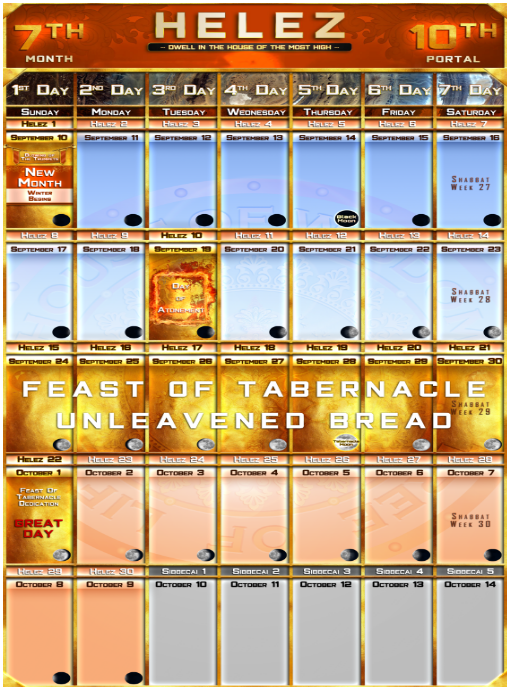 7TH
MONTH
HELEZ
– DWELL IN THE HOUSE OF THE MOST HIGH –
10TH
PORTAL
1ST DAY 2ND DAY 3RD DAY 4TH DAY 5TH DAY 6TH DAY 7TH DAY
SUNDAY MONDAY TUESDAY WEDNESDAY THURSDAY FRIDAY SATURDAY
HELEZ 1 HELEZ 2 HELEZ 3 HELEZ 4 HELEZ 5 HELEZ 6 HELEZ 7
SEPTEMBER 10 SEPTEMBER 11 SEPTEMBER 12 SEPTEMBER 13 SEPTEMBER 14 SEPTEMBER 15 SEPTEMBER 16
THE TRUMPETS
NEW
MONTH
WINTER
BEGINS
BLACK
MOON
SHABBAT
WEEK 27
HELEZ 8 HELEZ 9 HELEZ 10 HELEZ 11 HELEZ 12 HELEZ 13 HELEZ 14
SEPTEMBER 17 SEPTEMBER 18 SEPTEMBER 19 SEPTEMBER 20 SEPTEMBER 21 SEPTEMBER 22 SEPTEMBER 23
DAY
OF
ATONEMENT
SHABBAT
WEEK 28
HELEZ 15 HELEZ 16 HELEZ 17 HELEZ 18 HELEZ 19 HELEZ 20 HELEZ 21
SEPTEMBER 24 SEPTEMBER 25 SEPTEMBER 26 SEPTEMBER 27 SEPTEMBER 28 SEPTEMBER 29 SEPTEMBER 30
FEAST OF TABERNACLE
UNLEAVENED BREAD
SHABBAT
WEEK 29
TABERNACLE
MOON
HELEZ 22 HELEZ 23 HELEZ 24 HELEZ 25 HELEZ 26 HELEZ 27 HELEZ 28
OCTOBER 1 OCTOBER 2 OCTOBER 3 OCTOBER 4 OCTOBER 5 OCTOBER 6 OCTOBER 7
FEAST OF
TABERNACLE
DEDICATION
GREAT
DAY
SHABBAT
WEEK 30
HELEZ 29 HELEZ 30 SIBBECAI 1 SIBBECAI 2 SIBBECAI 3 SIBBECAI 4 SIBBECAI 5
OCTOBER 8 OCTOBER 9 OCTOBER 10 OCTOBER 11 OCTOBER 12 OCTOBER 13 OCTOBER 14